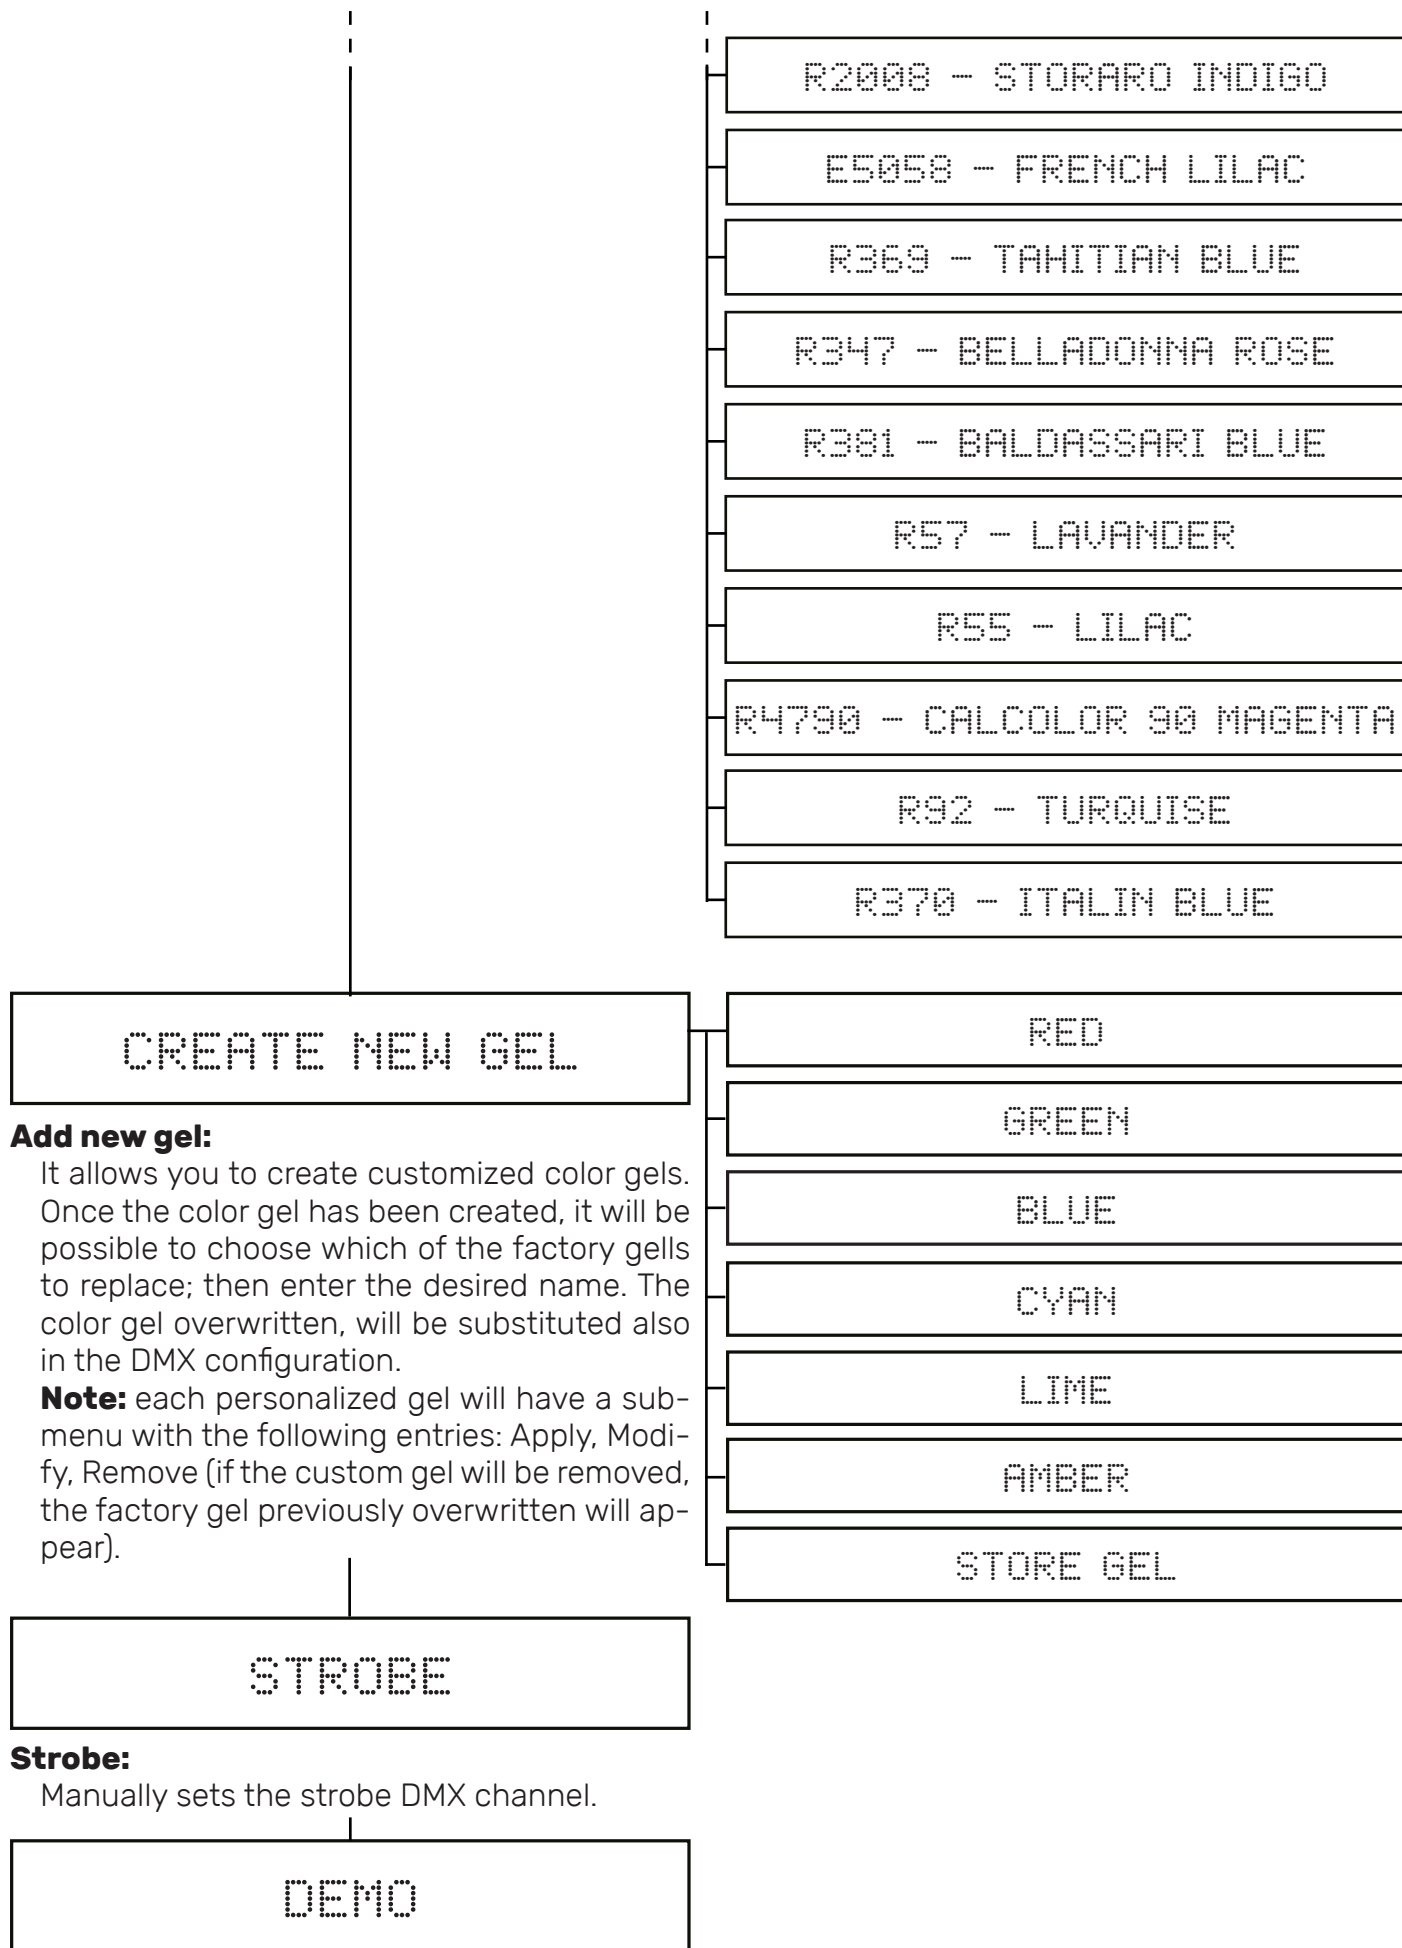 R2008 - STORARO INDIGO
E5058 - FRENCH LILAC
R369 - TAHITIAN BLUE
R347 - BELLADONNA ROSE
R381 - BALDASSARI BLUE
R57 - LAVANDER
R55 - LILAC
R4790 - CALCOLOR 90 MAGENTA
R92 - TURQUISE
R370 - ITALIN BLUE
CREATE NEW GEL
Add new gel:
It allows you to create customized color gels.
Once the color gel has been created, it will be
possible to choose which of the factory gells
to replace; then enter the desired name. The
color gel overwritten, will be substituted also
in the DMX configuration.
Note: each personalized gel will have a sub-
menu with the following entries: Apply, Modi-
fy, Remove (if the custom gel will be removed,
the factory gel previously overwritten will ap-
pear).
RED
GREEN
BLUE
CYAN
LIME
AMBER
STORE GEL
STROBE
Strobe:
Manually sets the strobe DMX channel.
DEMO